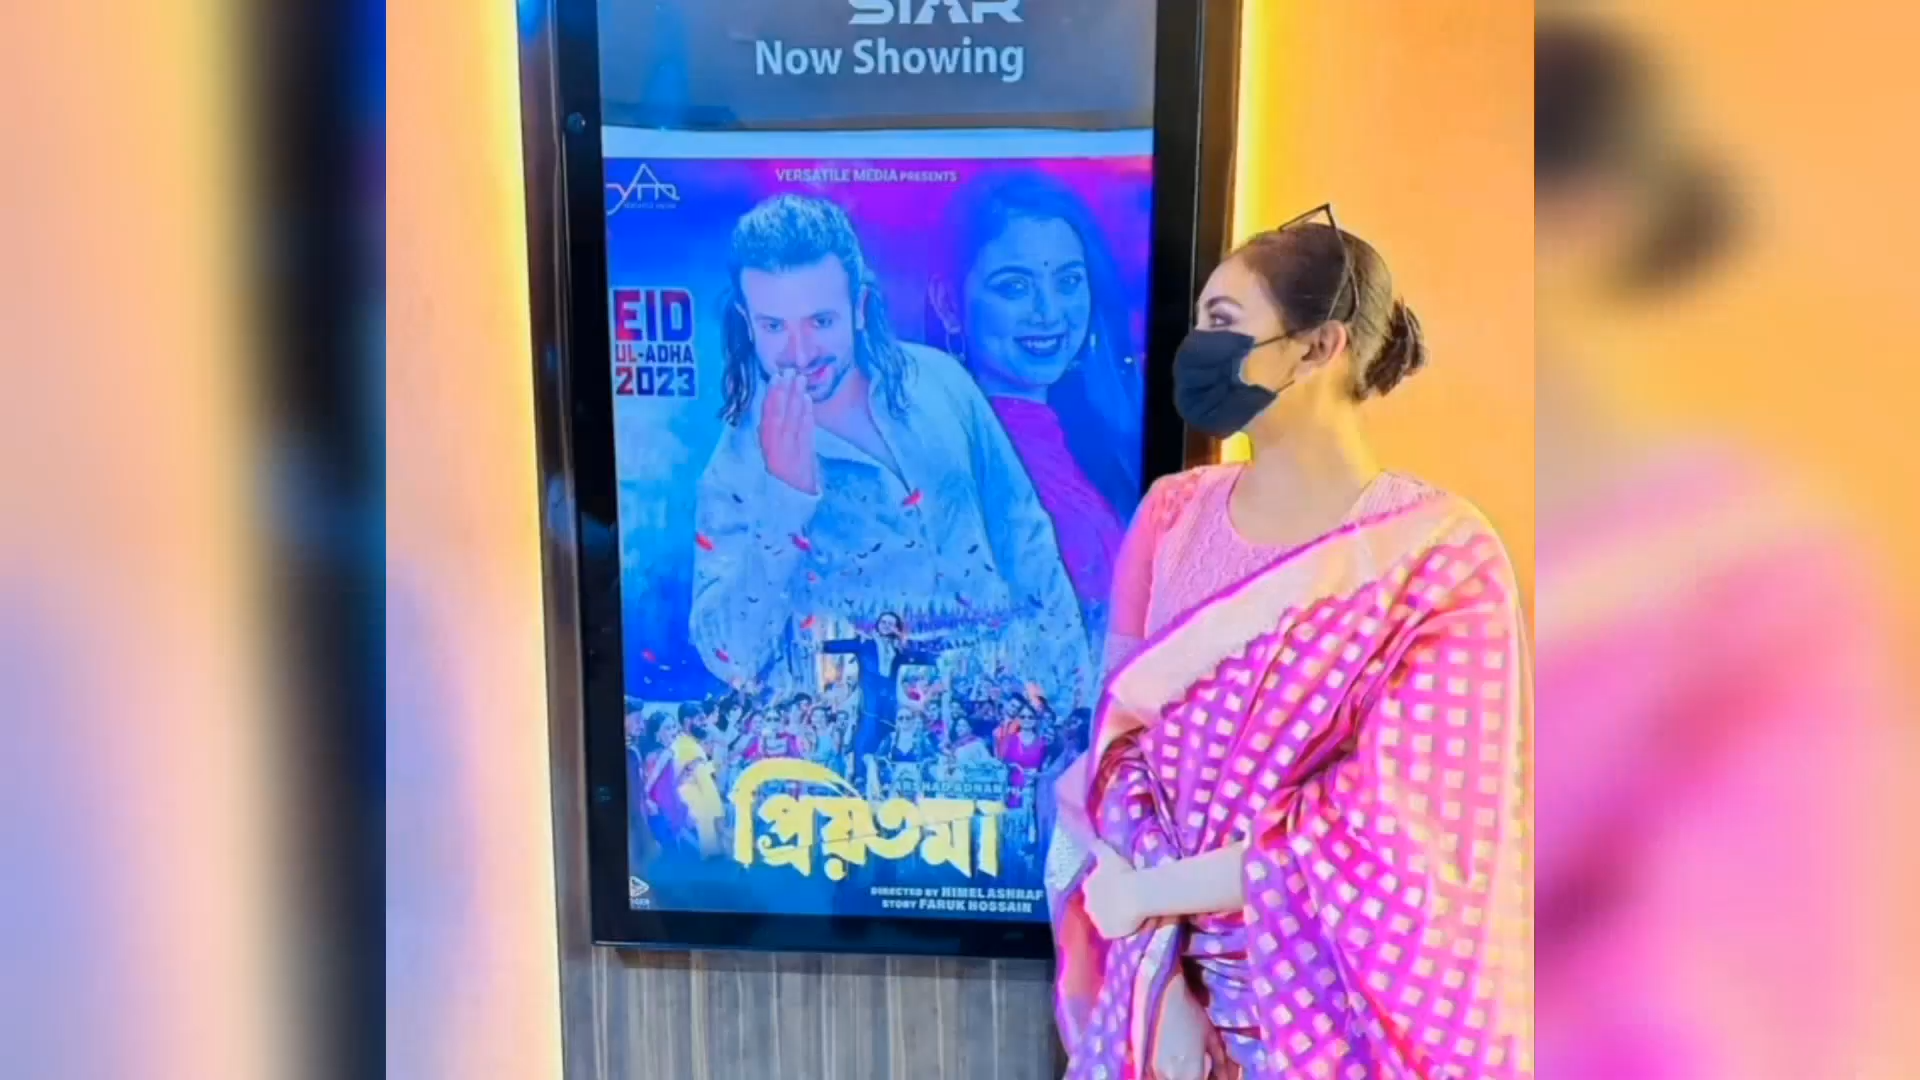 STAR
Now Showing
VERSATILE MEDIA PRESENTS
EID
UL-ADHA
2023
ARSHAD ADNAN
প্রিয়তমা
DIRECTED BY HIMEL ASHRAF
STORY FARUK HOSSAIN